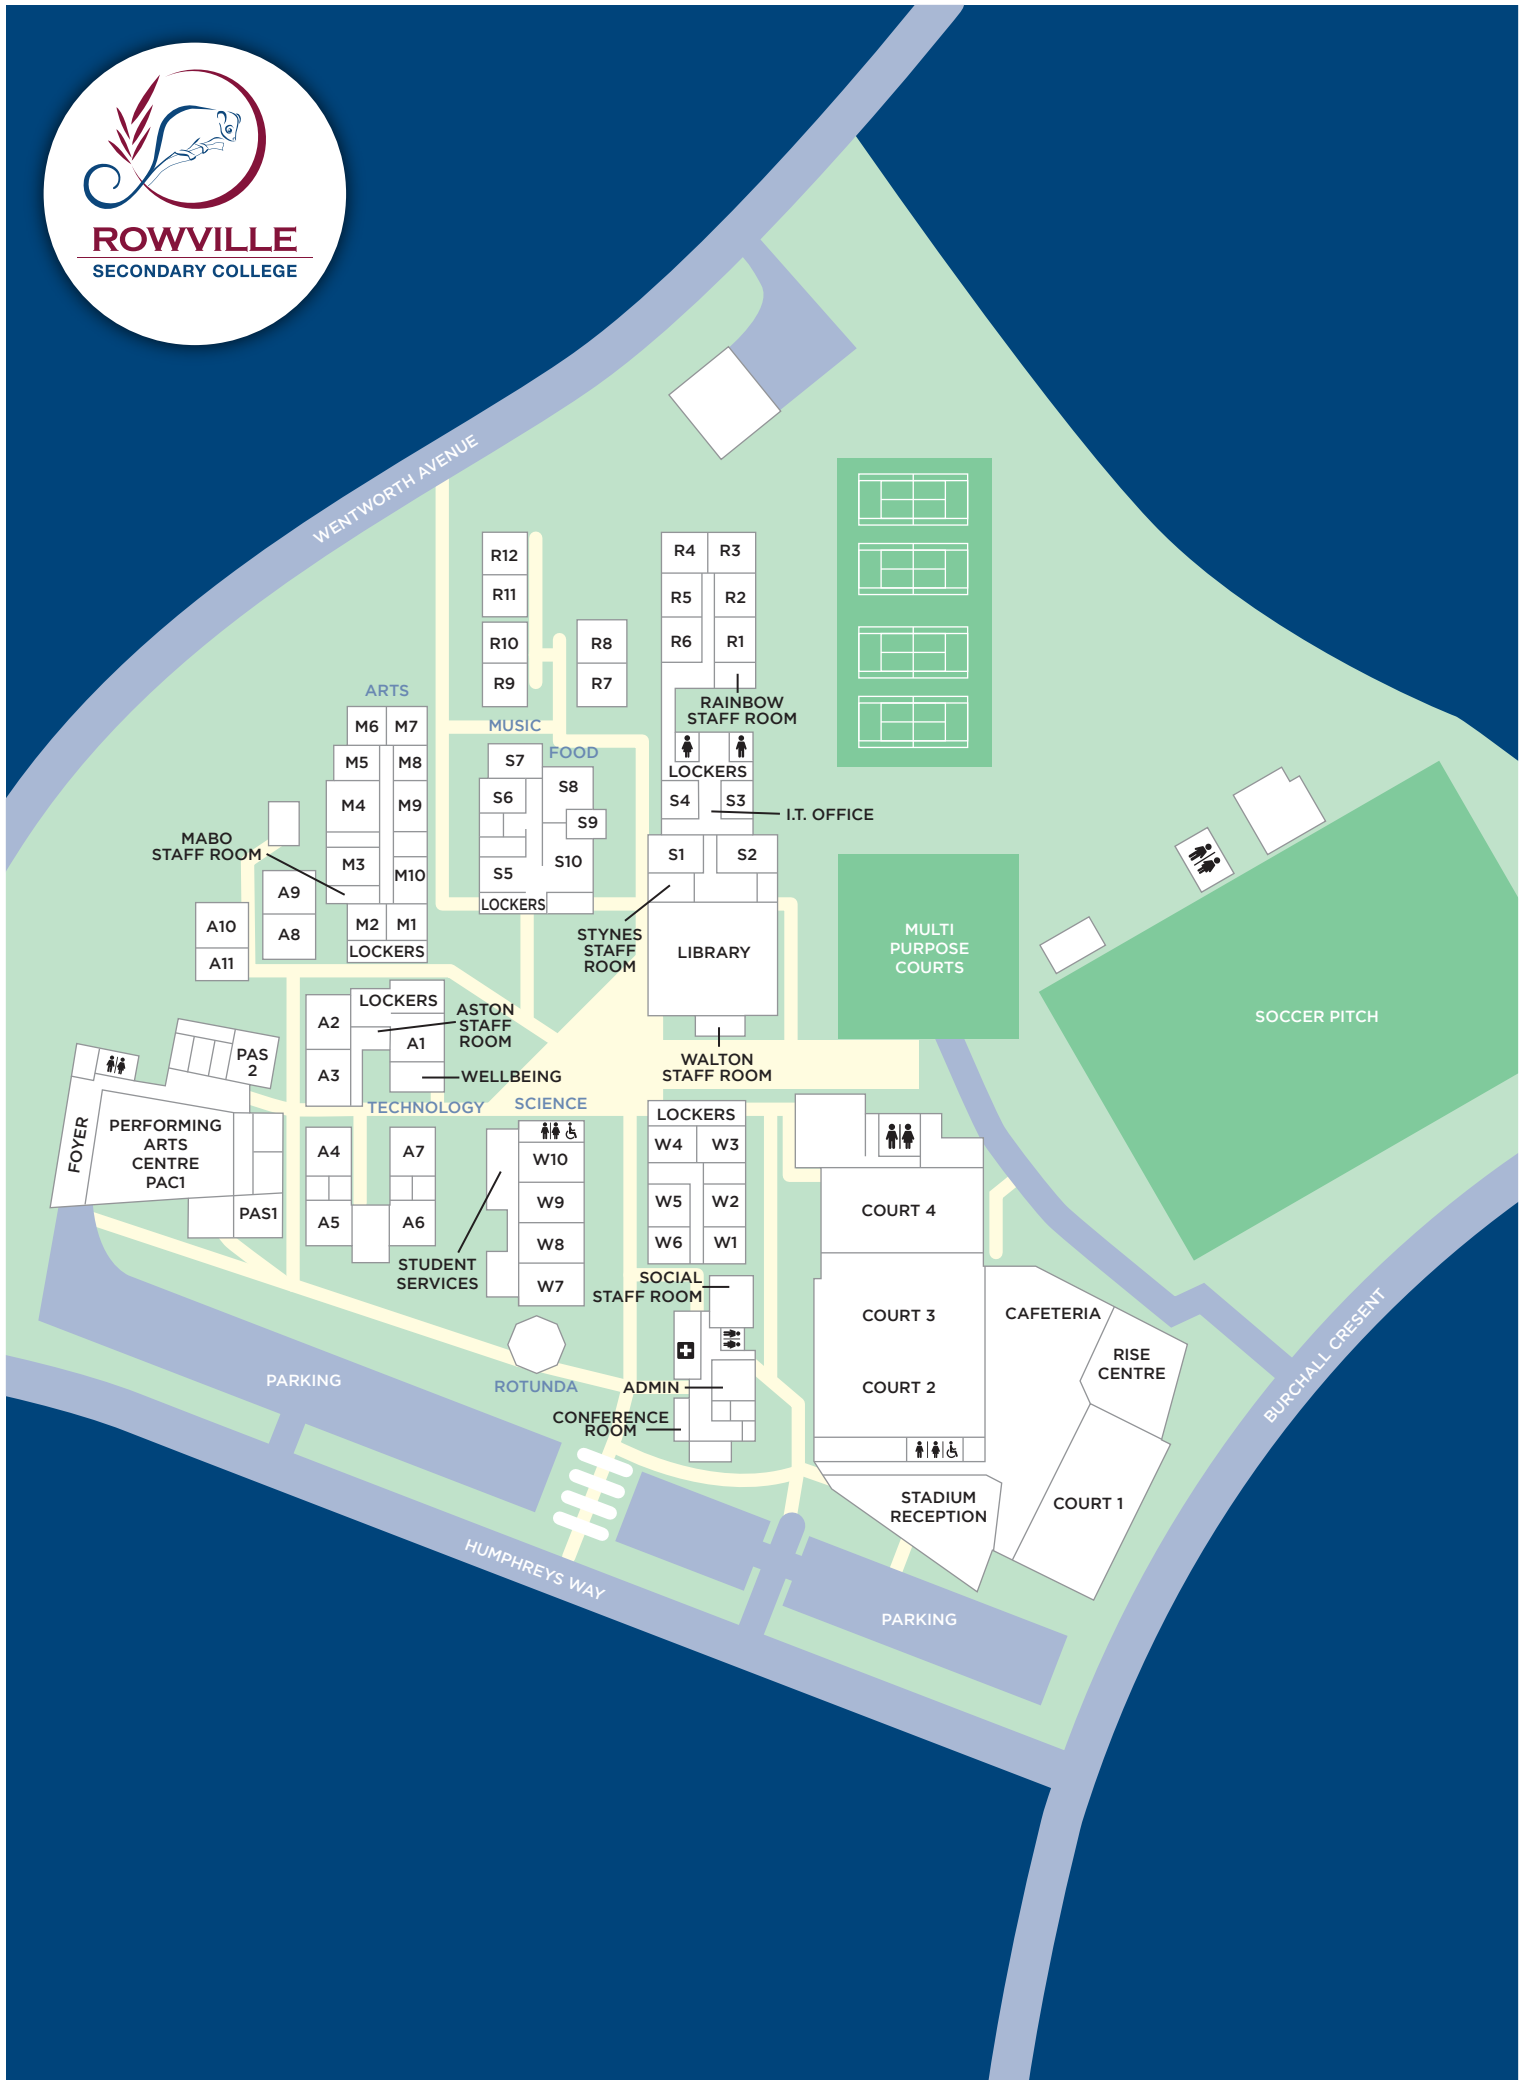 ROWVILLE
SECONDARY COLLEGE
WENTWORTH AVENUE
R12
R11
R10
R9
R8
R7
R4
R3
R5
R2
R6
R1
RAINBOW
STAFF ROOM
ARTS
MUSIC
FOOD
M6
M7
M5
M8
M4
M9
M3
M10
M2
M1
LOCKERS
MABO
STAFF ROOM
S7
S8
S6
S9
S10
S5
LOCKERS
LOCKERS
S4
S3
I.T. OFFICE
S1
S2
STYNES
STAFF
ROOM
LIBRARY
WALTON
STAFF ROOM
A9
A8
A10
A11
MULTI
PURPOSE
COURTS
SOCCER PITCH
LOCKERS
A2
A1
A3
ASTON
STAFF
ROOM
WELLBEING
TECHNOLOGY
SCIENCE
PAS
2
FOYER
PERFORMING
ARTS
CENTRE
PAC1
PAS1
A4
A7
A5
A6
W10
W9
W8
W7
STUDENT
SERVICES
LOCKERS
W4
W3
W5
W2
W6
W1
SOCIAL
STAFF ROOM
ADMIN
CONFERENCE
ROOM
ROTUNDA
COURT 4
COURT 3
COURT 2
CAFETERIA
RISE
CENTRE
COURT 1
STADIUM
RECEPTION
BURCHALL CRESENT
PARKING
HUMPHREYS WAY
PARKING